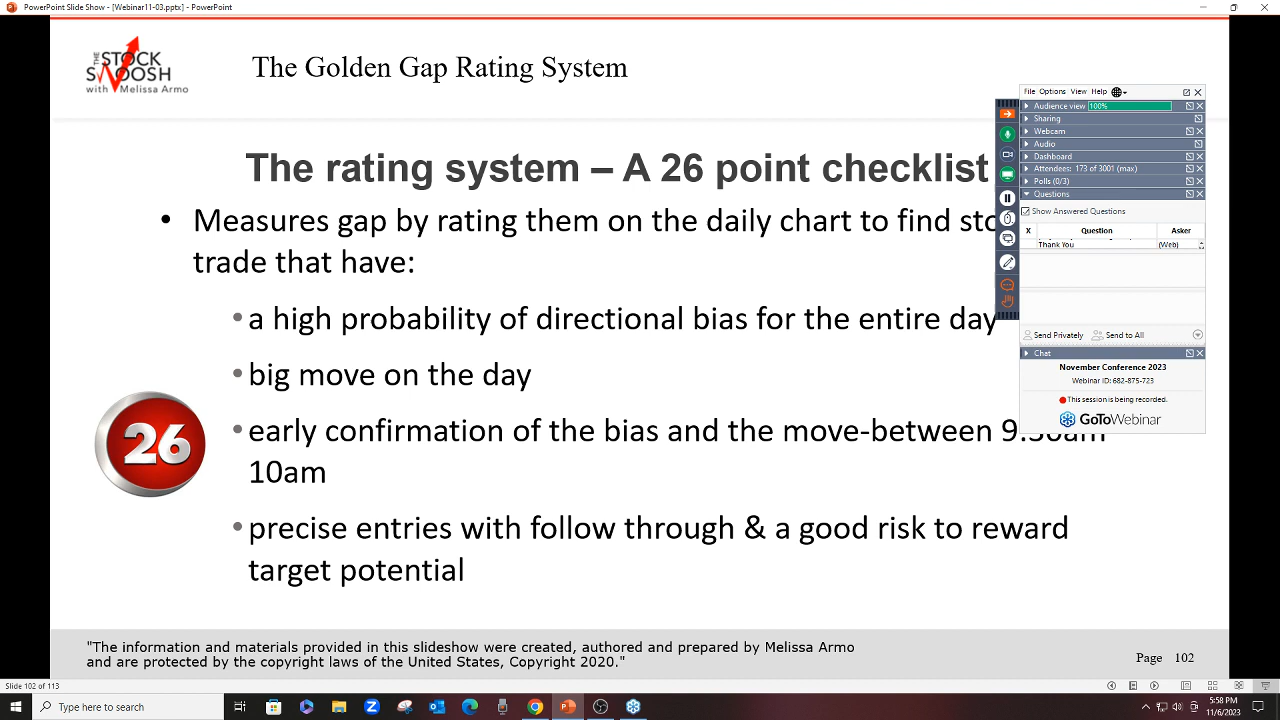 PowerPoint Slide Show - [Webinar11-03.pptx] - PowerPoint
THE STOCK
SWOOSH
with Melissa Armo
The Golden Gap Rating System
The rating system – A 26 point checklist
• Measures gap by rating them on the daily chart to find
trade that have:
• a high probability of directional bias for the entire day
• big move on the day
26
• early confirmation of the bias and the move-between
10am
• precise entries with follow through & a good risk to reward
target potential
"The information and materials provided in this slideshow were created, authored and prepared by Melissa Armo
and are protected by the copyright laws of the United States, Copyright 2020."
Page 102
File Options View Help
Audience view 100%
Sharing
Webcam
Audio
Dashboard
Attendees: 173 of 3001 (max)
Polls (0/3)
Questions
Show Answered Questions
X Question Asker
Thank You (Web)
Send Privately Send to All
Chat
November Conference 2023
Webinar ID: 682-875-723
This session is being recorded.
GoToWebinar
Slide 102 of 113
Type here to search
5:58 PM
11/6/2023